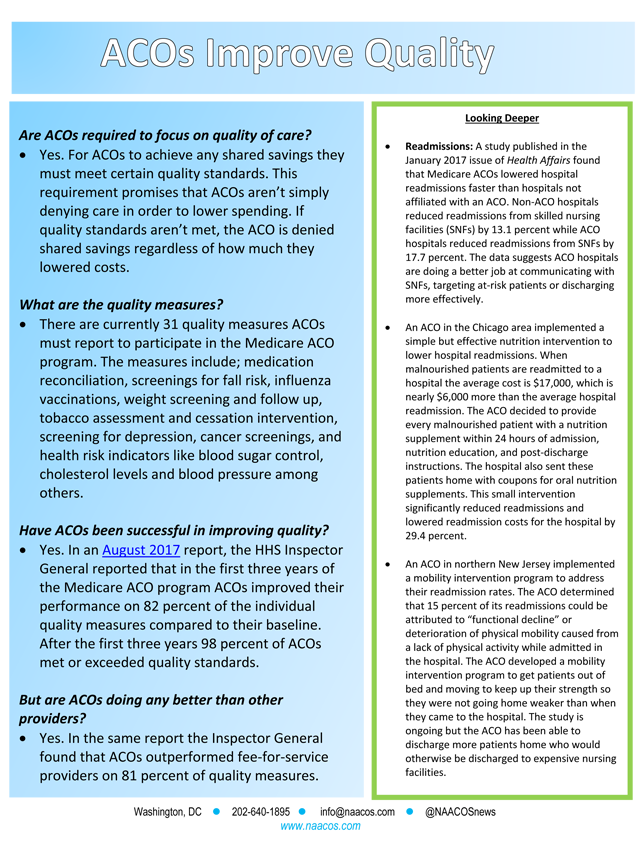 ACOs Improve Quality
Are ACOs required to focus on quality of care?
• Yes. For ACOs to achieve any shared savings they
must meet certain quality standards. This
requirement promises that ACOs aren't simply
denying care in order to lower spending. If
quality standards aren't met, the ACO is denied
shared savings regardless of how much they
lowered costs.
What are the quality measures?
• There are currently 31 quality measures ACOs
must report to participate in the Medicare ACO
program. The measures include; medication
reconciliation, screenings for fall risk, influenza
vaccinations, weight screening and follow up,
tobacco assessment and cessation intervention,
screening for depression, cancer screenings, and
health risk indicators like blood sugar control,
cholesterol levels and blood pressure among
others.
Have ACOs been successful in improving quality?
• Yes. In an August 2017 report, the HHS Inspector
General reported that in the first three years of
the Medicare ACO program ACOs improved their
performance on 82 percent of the individual
quality measures compared to their baseline.
After the first three years 98 percent of ACOs
met or exceeded quality standards.
But are ACOs doing any better than other
providers?
• Yes. In the same report the Inspector General
found that ACOs outperformed fee-for-service
providers on 81 percent of quality measures.
Looking Deeper
• Readmissions: A study published in the
January 2017 issue of Health Affairs found
that Medicare ACOs lowered hospital
readmissions faster than hospitals not
affiliated with an ACO. Non-ACO hospitals
reduced readmissions from skilled nursing
facilities (SNFs) by 13.1 percent while ACO
hospitals reduced readmissions from SNFs by
17.7 percent. The data suggests ACO hospitals
are doing a better job at communicating with
SNFs, targeting at-risk patients or discharging
more effectively.
• An ACO in the Chicago area implemented a
simple but effective nutrition intervention to
lower hospital readmissions. When
malnourished patients are readmitted to a
hospital the average cost is $17,000, which is
nearly $6,000 more than the average hospital
readmission. The ACO decided to provide
every malnourished patient with a nutrition
supplement within 24 hours of admission,
nutrition education, and post-discharge
instructions. The hospital also sent these
patients home with coupons for oral nutrition
supplements. This small intervention
significantly reduced readmissions and
lowered readmission costs for the hospital by
29.4 percent.
• An ACO in northern New Jersey implemented
a mobility intervention program to address
their readmission rates. The ACO determined
that 15 percent of its readmissions could be
attributed to “functional decline” or
deterioration of physical mobility caused from
a lack of physical activity while admitted in
the hospital. The ACO developed a mobility
intervention program to get patients out of
bed and moving to keep up their strength so
they were not going home weaker than when
they came to the hospital. The study is
ongoing but the ACO has been able to
discharge more patients home who would
otherwise be discharged to expensive nursing
facilities.
Washington, DC • 202-640-1895 • info@naacos.com • @NAACOSnews
www.naacos.com